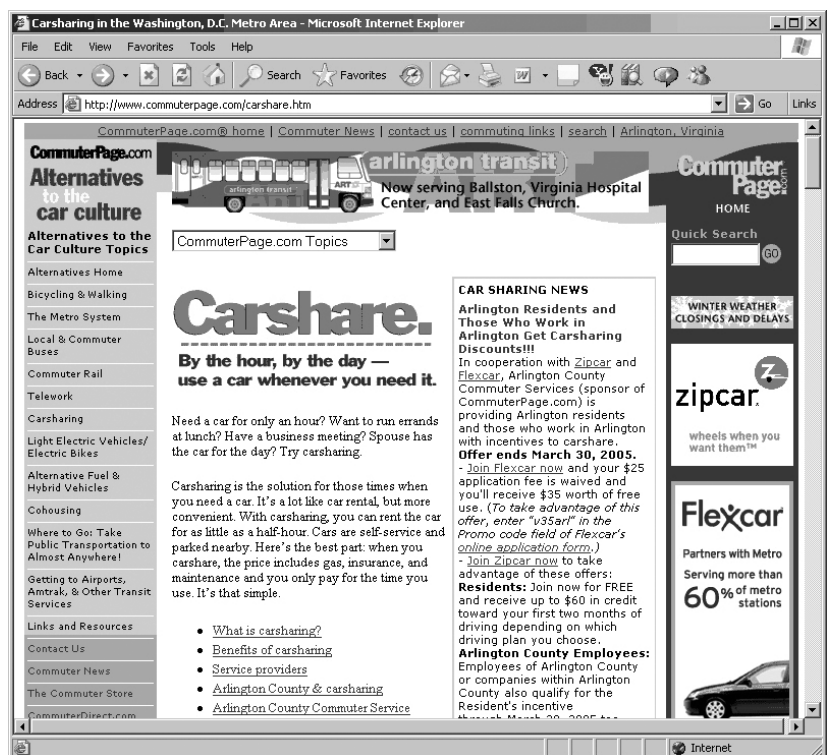 Carsharing in the Washington, D.C. Metro Area - Microsoft Internet Explorer
File Edit View Favorites Tools Help
Back Search Favorites
Address http://www.commuterpage.com/carshare.htm Go Links
CommuterPage.com® home | Commuter News | contact us | commuting links | search | Arlington, Virginia
CommuterPage.com
Alternatives
to the
car culture
Alternatives to the
Car Culture Topics
Alternatives Home
Bicycling & Walking
The Metro System
Local & Commuter
Buses
Commuter Rail
Telework
Carsharing
Light Electric Vehicles/
Electric Bikes
Alternative Fuel &
Hybrid Vehicles
Cohousing
Where to Go: Take
Public Transportation to
Almost Anywhere!
Getting to Airports,
Amtrak, & Other Transit
Services
Links and Resources
Contact Us
Commuter News
The Commuter Store
CommuterDirect.com
arlington transit
ART
arlington transit
ART
Now serving Ballston, Virginia Hospital
Center, and East Falls Church.
CommuterPage.com Topics
Carshare.
By the hour, by the day —
use a car whenever you need it.
Need a car for only an hour? Want to run errands
at lunch? Have a business meeting? Spouse has
the car for the day? Try carsharing.
Carsharing is the solution for those times when
you need a car. It's a lot like car rental, but more
convenient. With carsharing, you can rent the car
for as little as a half-hour. Cars are self-service and
parked nearby. Here's the best part: when you
carshare, the price includes gas, insurance, and
maintenance and you only pay for the time you
use. It's that simple.
• What is carsharing?
• Benefits of carsharing
• Service providers
• Arlington County & carsharing
• Arlington County Commuter Service
CAR SHARING NEWS
Arlington Residents and
Those Who Work in
Arlington Get Carsharing
Discounts!!!
In cooperation with Zipcar and
Flexcar, Arlington County
Commuter Services (sponsor of
CommuterPage.com) is
providing Arlington residents
and those who work in Arlington
with incentives to carshare.
Offer ends March 30, 2005.
- Join Flexcar now and your $25
application fee is waived and
you'll receive $35 worth of free
use. (To take advantage of this
offer, enter "v35arl" in the
Promo code field of Flexcar's
online application form.)
- Join Zipcar now to take
advantage of these offers:
Residents: Join now for FREE
and receive up to $60 in credit
toward your first two months of
driving depending on which
driving plan you choose.
Arlington County Employees:
Employees of Arlington County
or companies within Arlington
County also qualify for the
Resident's incentive
through March 30, 2005 too
Commuter
Page.com
HOME
Quick Search
GO
WINTER WEATHER
CLOSINGS AND DELAYS
zipcar.
wheels when you
want them™
Flexcar
Partners with Metro
Serving more than
60% of metro
stations
Internet